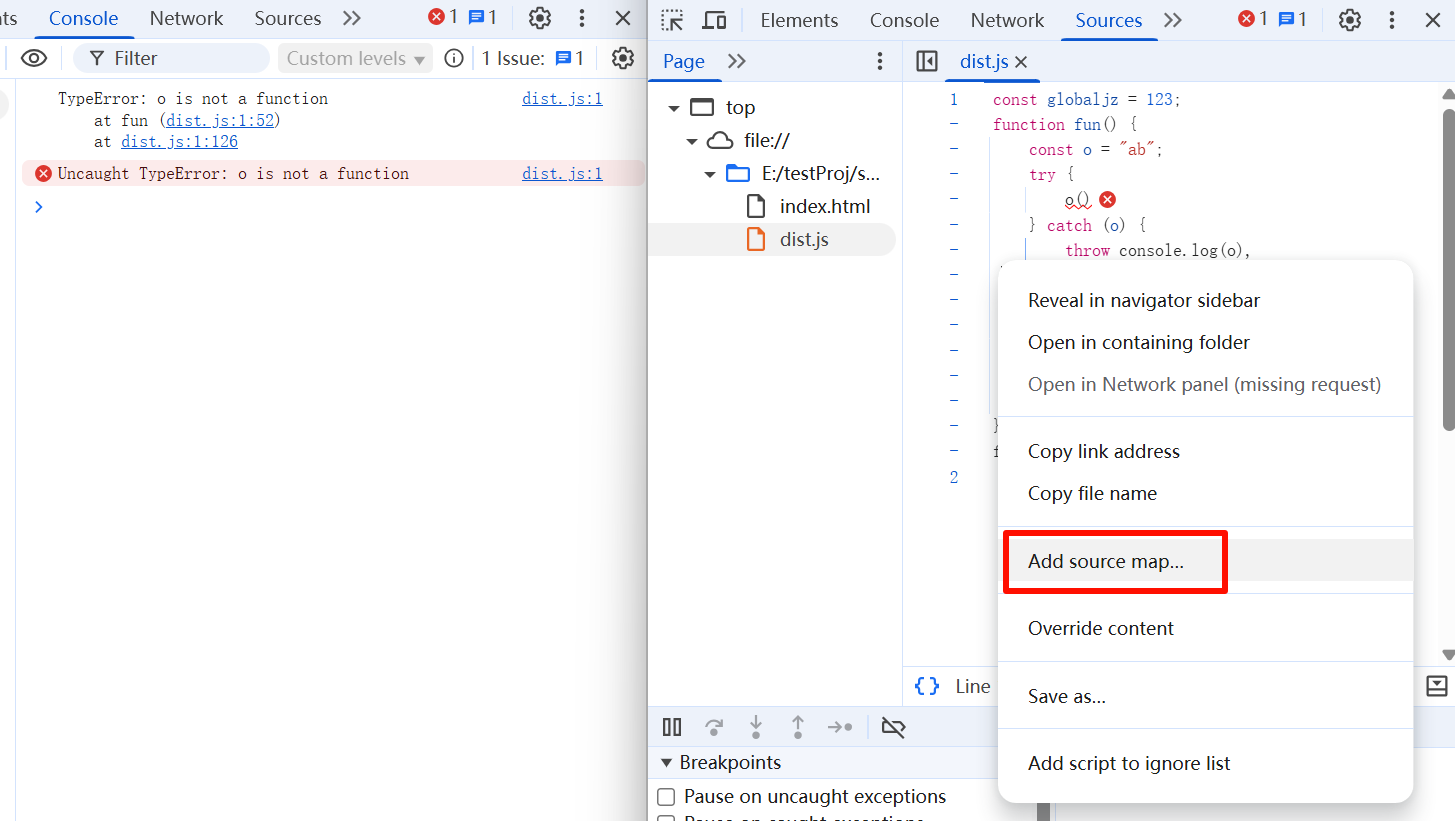 Console Network Sources 1 1
Filter Custom levels 1 Issue: 1
TypeError: o is not a function dist.js:1
at fun (dist.js:1:52)
at dist.js:1:126
Uncaught TypeError: o is not a function dist.js:1
Elements Console Network Sources 1 1
Page
top
file://
E:/testProj/s...
index.html
dist.js
dist.js
1 const globaljz = 123;
- function fun() {
- const o = "ab";
- try {
- o()
- } catch (o) {
- throw console.log(o),
-
-
-
-
-
-
- }
-
2
{ } Line
Reveal in navigator sidebar
Open in containing folder
Open in Network panel (missing request)
Copy link address
Copy file name
Add source map...
Override content
Save as...
Add script to ignore list
Breakpoints
Pause on uncaught exceptions